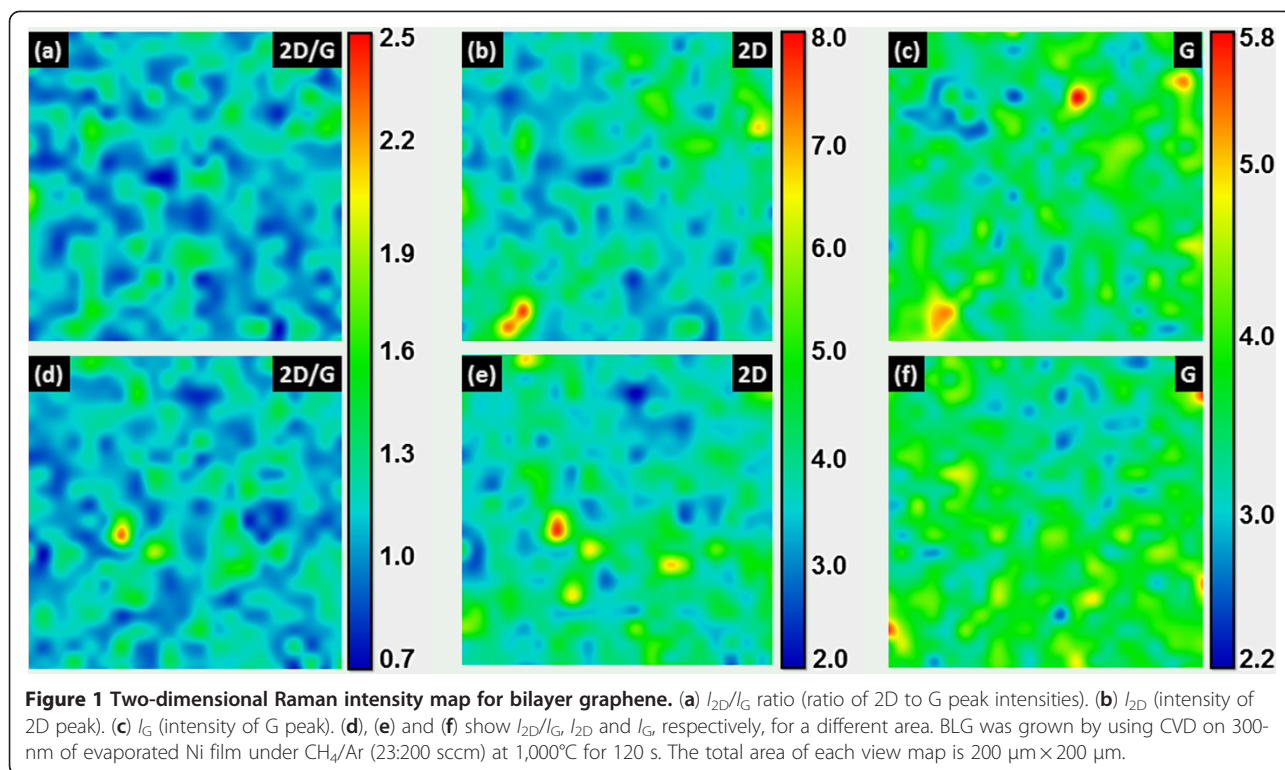 (a) 2D/G
2.5
2.2
1.9
1.6
1.3
1.0
0.7
(b) 2D
8.0
7.0
6.0
5.0
4.0
3.0
2.0
(c) G
5.8
5.0
4.0
3.0
2.2
(d) 2D/G
(e) 2D
(f) G
Figure 1 Two-dimensional Raman intensity map for bilayer graphene. (a) I2D/IG ratio (ratio of 2D to G peak intensities). (b) I2D (intensity of
2D peak). (c) IG (intensity of G peak). (d), (e) and (f) show I2D/IG, I2D and IG, respectively, for a different area. BLG was grown by using CVD on 300-
nm of evaporated Ni film under CH4/Ar (23:200 sccm) at 1,000°C for 120 s. The total area of each view map is 200 μm × 200 μm.